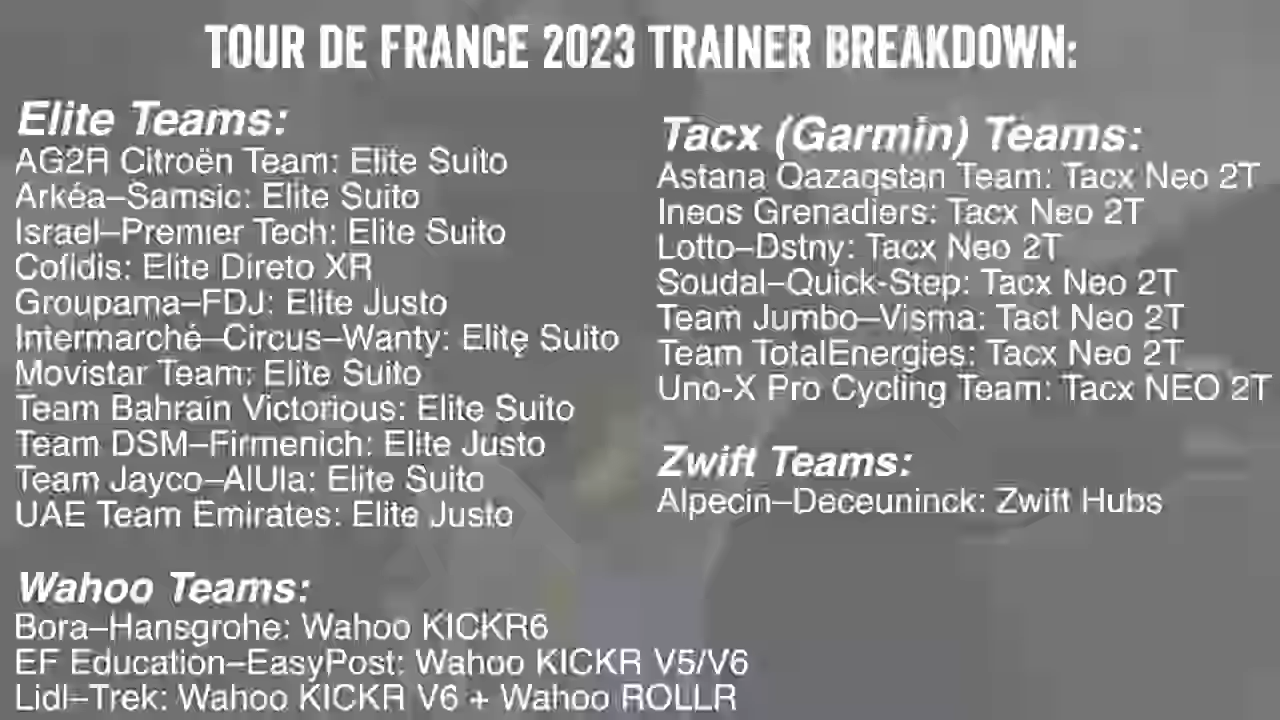 TOUR DE FRANCE 2023 TRAINER BREAKDOWN:
Elite Teams:
AG2R Citroën Team: Elite Suito
Arkéa–Samsic: Elite Suito
Israel–Premier Tech: Elite Suito
Cofidis: Elite Direto XR
Groupama–FDJ: Elite Justo
Intermarché–Circus–Wanty: Elite Suito
Movistar Team: Elite Suito
Team Bahrain Victorious: Elite Suito
Team DSM–Firmenich: Elite Justo
Team Jayco–AlUla: Elite Suito
UAE Team Emirates: Elite Justo
Wahoo Teams:
Bora–Hansgrohe: Wahoo KICKR6
EF Education–EasyPost: Wahoo KICKR V5/V6
Lidl–Trek: Wahoo KICKR V6 + Wahoo ROLLR
Tacx (Garmin) Teams:
Astana Qazaqstan Team: Tacx Neo 2T
Ineos Grenadiers: Tacx Neo 2T
Lotto–Dstny: Tacx Neo 2T
Soudal–Quick-Step: Tacx Neo 2T
Team Jumbo–Visma: Tact Neo 2T
Team TotalEnergies: Tacx Neo 2T
Uno-X Pro Cycling Team: Tacx NEO 2T
Zwift Teams:
Alpecin–Deceuninck: Zwift Hubs